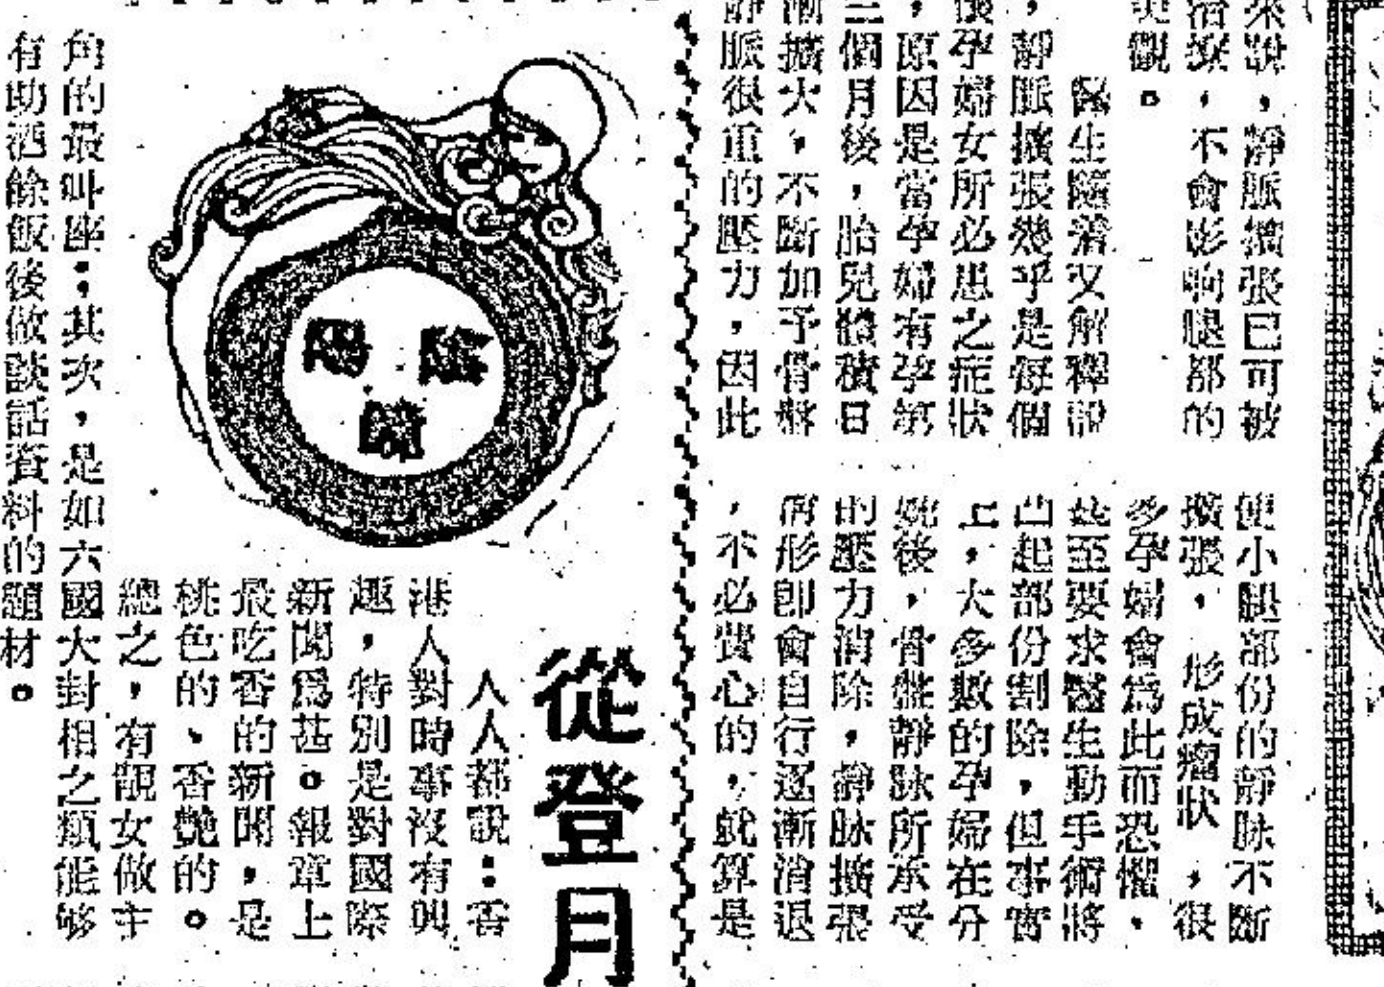 來說，靜脈擴張已可被
治療，不會影响腿部的
美觀。
醫生隨着又解釋說
，靜脈擴張幾乎是每個
懷孕婦女所必患之症狀
，原因是當孕婦有孕第
三個月後，胎兒體積日
漸擴大，不斷加予骨盤
靜脈很重的壓力，因此
使小腿部份的靜脉不斷
擴張，形成瘤狀，很
多孕婦會為此而恐懼，
甚至要求醫生動手術將
凸起部份割除，但事實
上，大多數的孕婦在分
娩後，骨盤靜脉所承受
的壓力消除，靜脉擴張
情形即會自行逐漸消退
，不必費心的，就算是
陰陽鏡
從登月
人人都說：香
港人對時事沒有興
趣，特別是對國際
新聞爲甚。報章上
最吃香的新聞，是
桃色的、香艷的。
總之，有靚女做主
角的最叫座；其次，是如六國大封相之類能够
有助酒餘飯後做談話資料的題材。